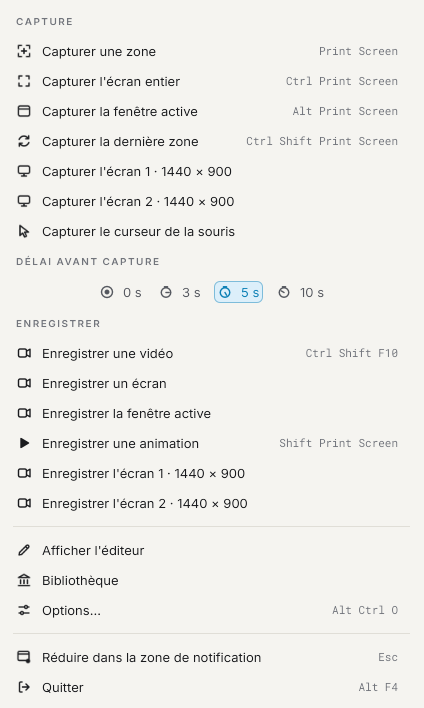 CAPTURE
Capturer une zone Print Screen
Capturer l'écran entier Ctrl Print Screen
Capturer la fenêtre active Alt Print Screen
Capturer la dernière zone Ctrl Shift Print Screen
Capturer l'écran 1 · 1440 × 900
Capturer l'écran 2 · 1440 × 900
Capturer le curseur de la souris
DÉLAI AVANT CAPTURE
0 s 3 s 5 s 10 s
ENREGISTRER
Enregistrer une vidéo Ctrl Shift F10
Enregistrer un écran
Enregistrer la fenêtre active
Enregistrer une animation Shift Print Screen
Enregistrer l'écran 1 · 1440 × 900
Enregistrer l'écran 2 · 1440 × 900
Afficher l'éditeur
Bibliothèque
Options... Alt Ctrl O
Réduire dans la zone de notification Esc
Quitter Alt F4